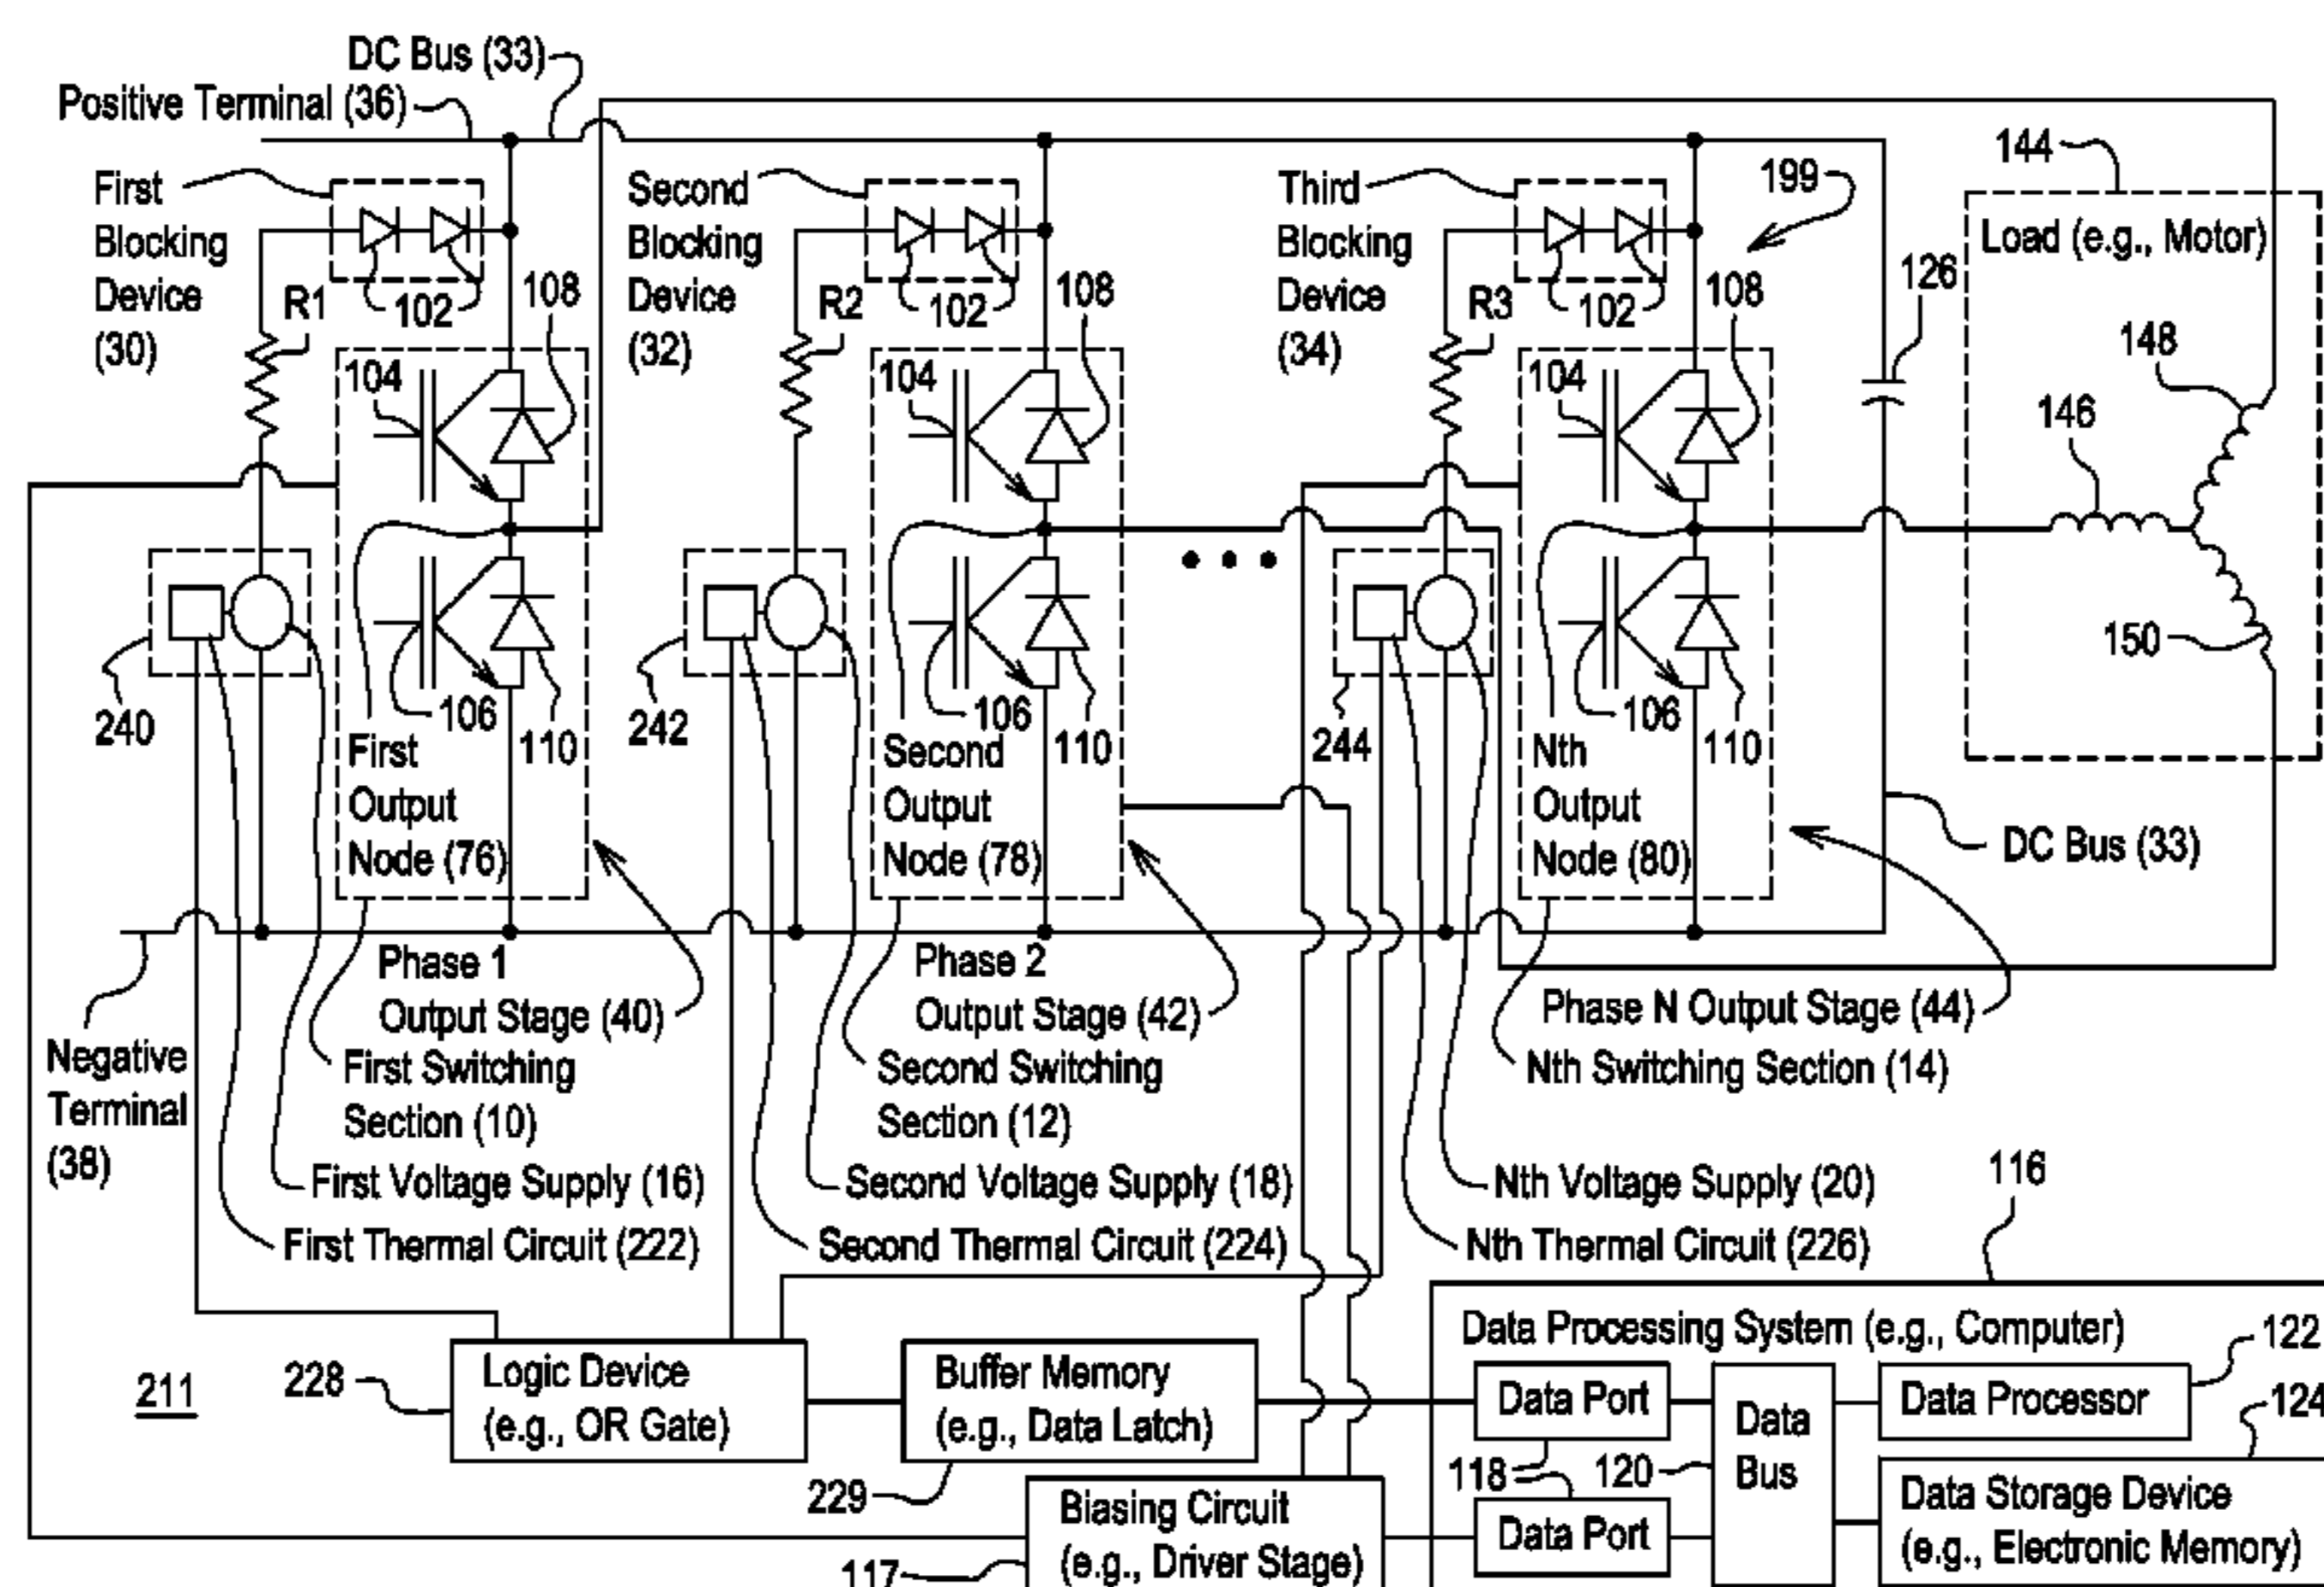 DC Bus (33)
Positive Terminal (36)
First
Blocking
Device
(30)
R1
102
108
104
Second
Blocking
Device
(32)
R2
102
108
104
Third
Blocking
Device
(34)
R3
102
108
104
199
126
144
Load (e.g., Motor)
148
146
150
240
106
110
First
Output
Node (76)
242
106
110
Second
Output
Node (78)
244
106
110
Nth
Output
Node (80)
DC Bus (33)
Negative
Terminal
(38)
Phase 1
Output Stage (40)
First Switching
Section (10)
First Voltage Supply (16)
First Thermal Circuit (222)
Phase 2
Output Stage (42)
Second Switching
Section (12)
Second Voltage Supply (18)
Second Thermal Circuit (224)
Phase N Output Stage (44)
Nth Switching Section (14)
Nth Voltage Supply (20)
Nth Thermal Circuit (226)
116
211
228
Logic Device
(e.g., OR Gate)
Buffer Memory
(e.g., Data Latch)
229
Data Processing System (e.g., Computer)
122
Data Port
Data
Bus
Data Processor
124
118
120
Data Port
Data Storage Device
(e.g., Electronic Memory)
Biasing Circuit
(e.g., Driver Stage)
117